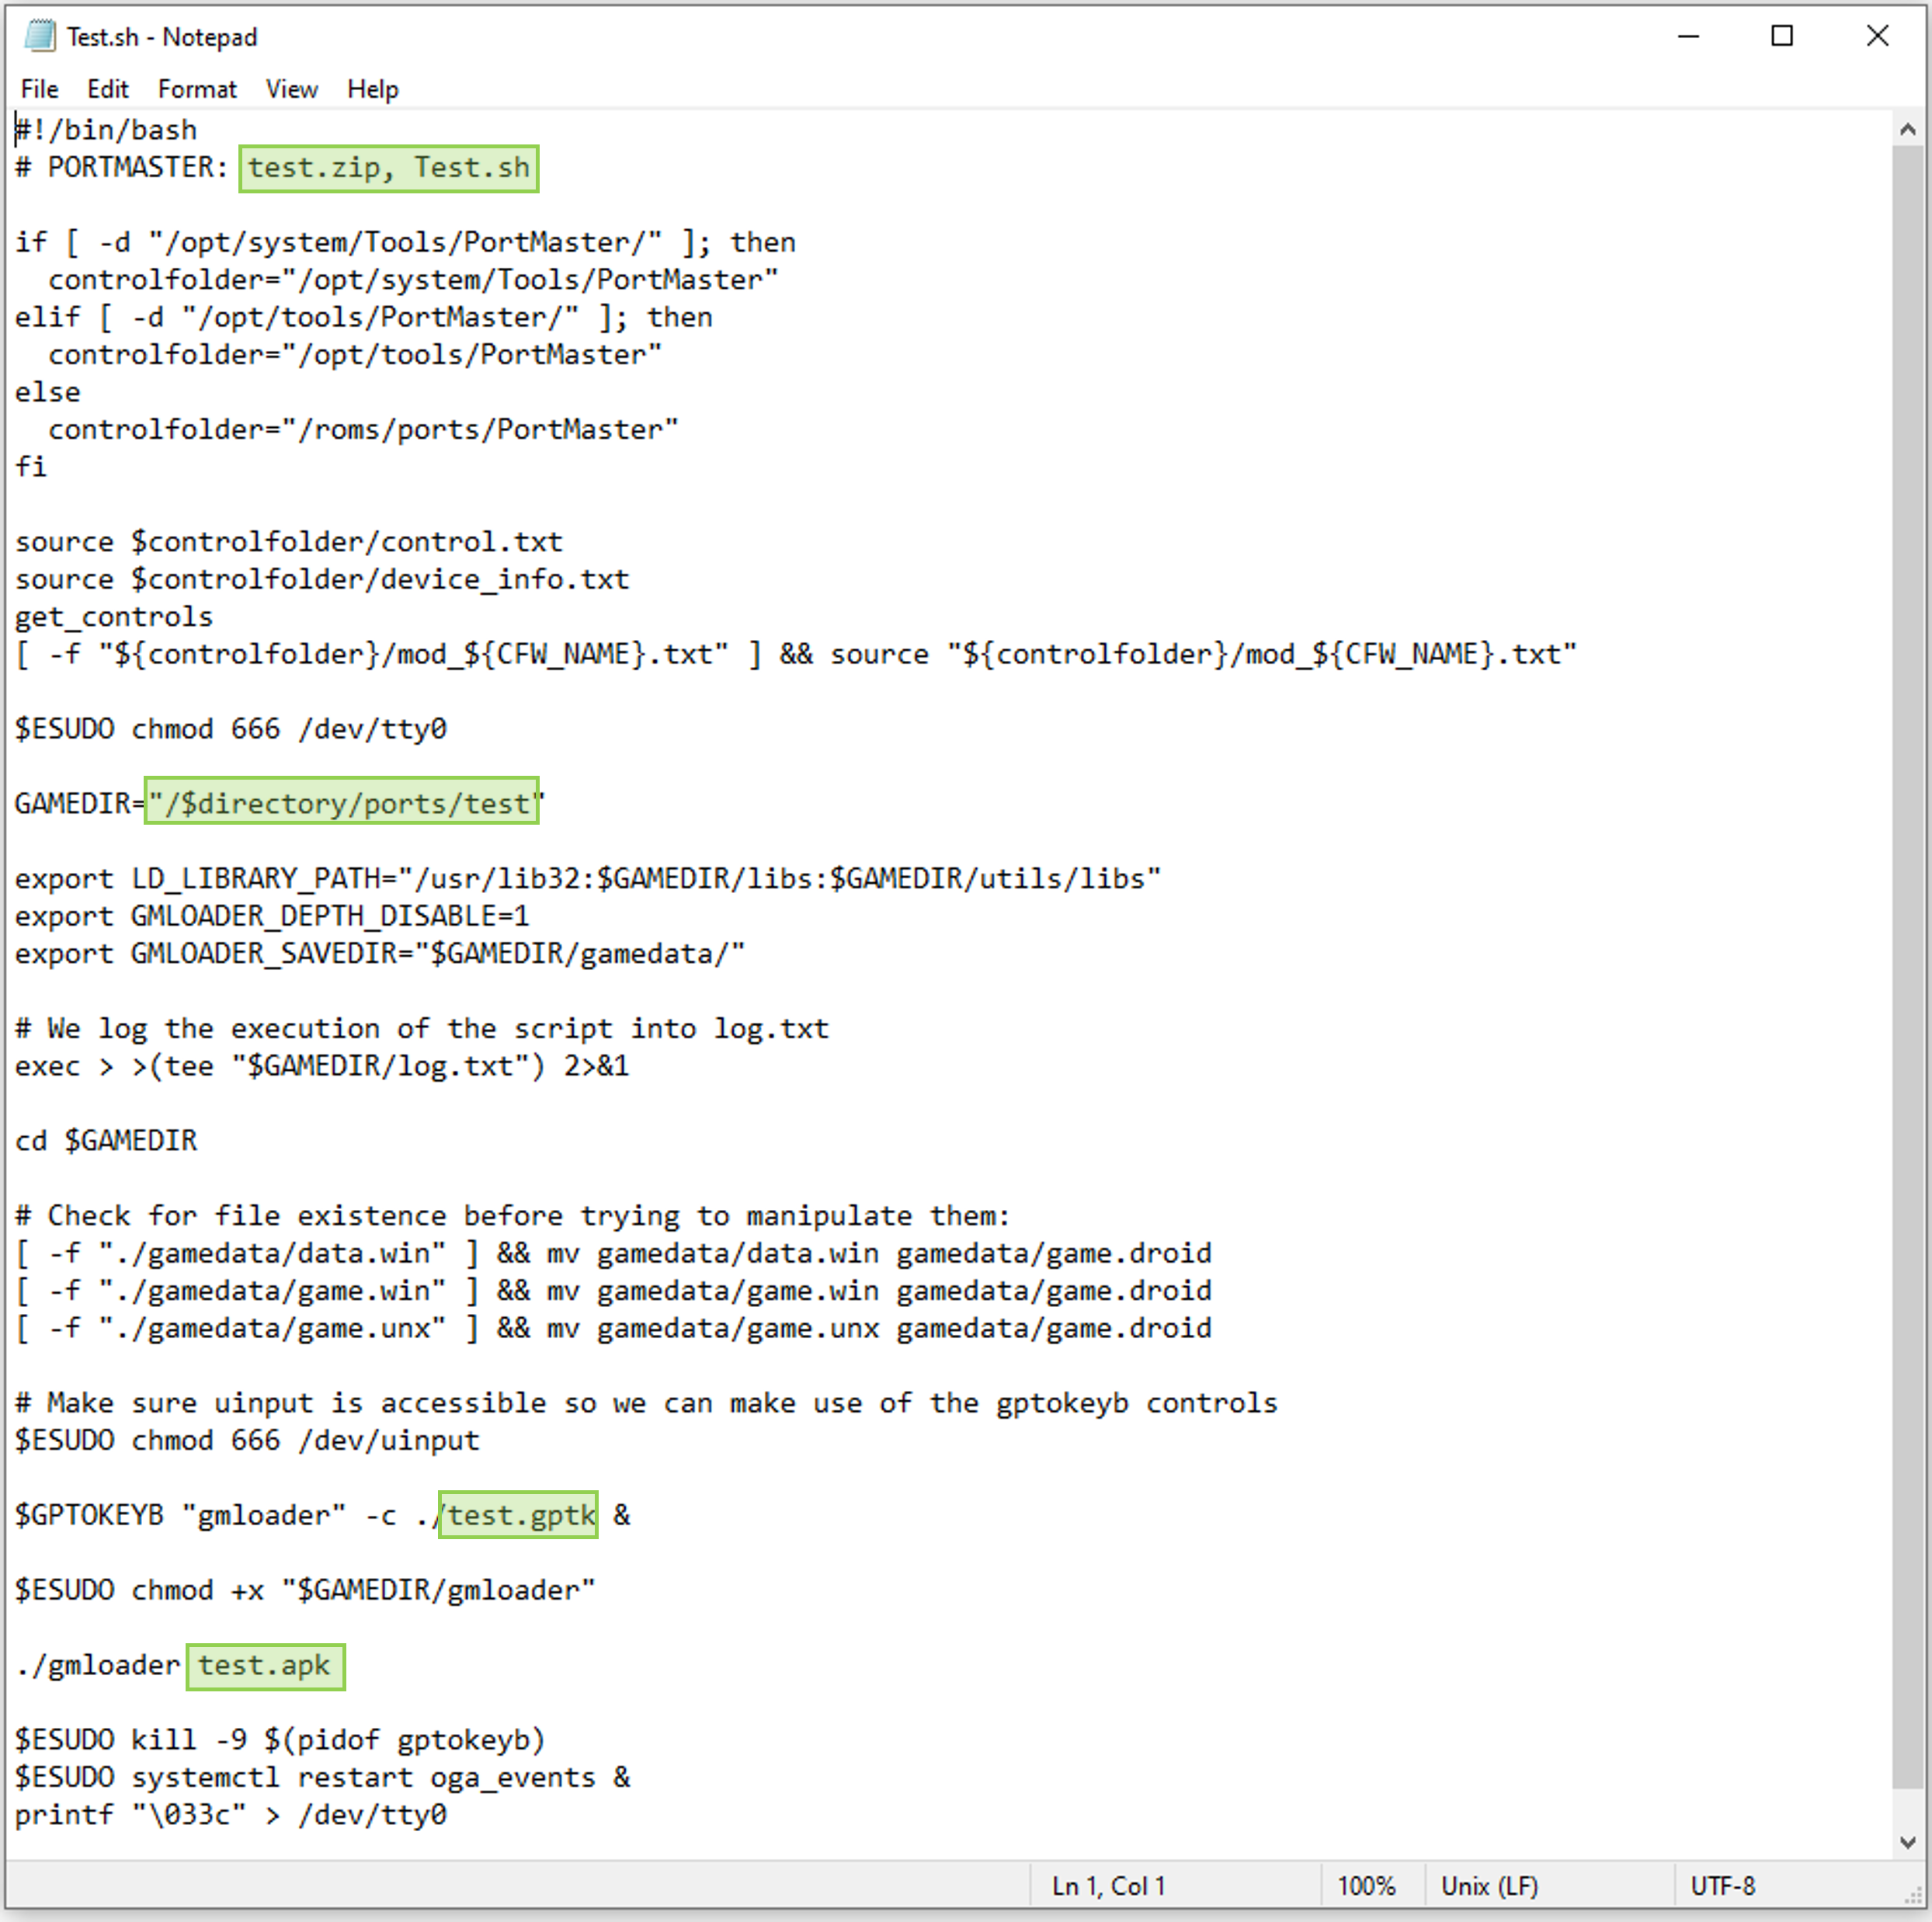 Test.sh - Notepad
File Edit Format View Help
#!/bin/bash
# PORTMASTER: test.zip, Test.sh
if [ -d "/opt/system/Tools/PortMaster/" ]; then
  controlfolder="/opt/system/Tools/PortMaster"
elif [ -d "/opt/tools/PortMaster/" ]; then
  controlfolder="/opt/tools/PortMaster"
else
  controlfolder="/roms/ports/PortMaster"
fi
source $controlfolder/control.txt
source $controlfolder/device_info.txt
get_controls
[ -f "${controlfolder}/mod_${CFW_NAME}.txt" ] && source "${controlfolder}/mod_${CFW_NAME}.txt"
$ESUDO chmod 666 /dev/tty0
GAMEDIR="/$directory/ports/test"
export LD_LIBRARY_PATH="/usr/lib32:$GAMEDIR/libs:$GAMEDIR/utils/libs"
export GMLOADER_DEPTH_DISABLE=1
export GMLOADER_SAVEDIR="$GAMEDIR/gamedata/"
# We log the execution of the script into log.txt
exec > >(tee "$GAMEDIR/log.txt") 2>&1
cd $GAMEDIR
# Check for file existence before trying to manipulate them:
[ -f "./gamedata/data.win" ] && mv gamedata/data.win gamedata/game.droid
[ -f "./gamedata/game.win" ] && mv gamedata/game.win gamedata/game.droid
[ -f "./gamedata/game.unx" ] && mv gamedata/game.unx gamedata/game.droid
# Make sure uinput is accessible so we can make use of the gptokeyb controls
$ESUDO chmod 666 /dev/uinput
$GPTOKEYB "gmloader" -c ./test.gptk &
$ESUDO chmod +x "$GAMEDIR/gmloader"
./gmloader test.apk
$ESUDO kill -9 $(pidof gptokeyb)
$ESUDO systemctl restart oga_events &
printf "\033c" > /dev/tty0
Ln 1, Col 1 100% Unix (LF) UTF-8